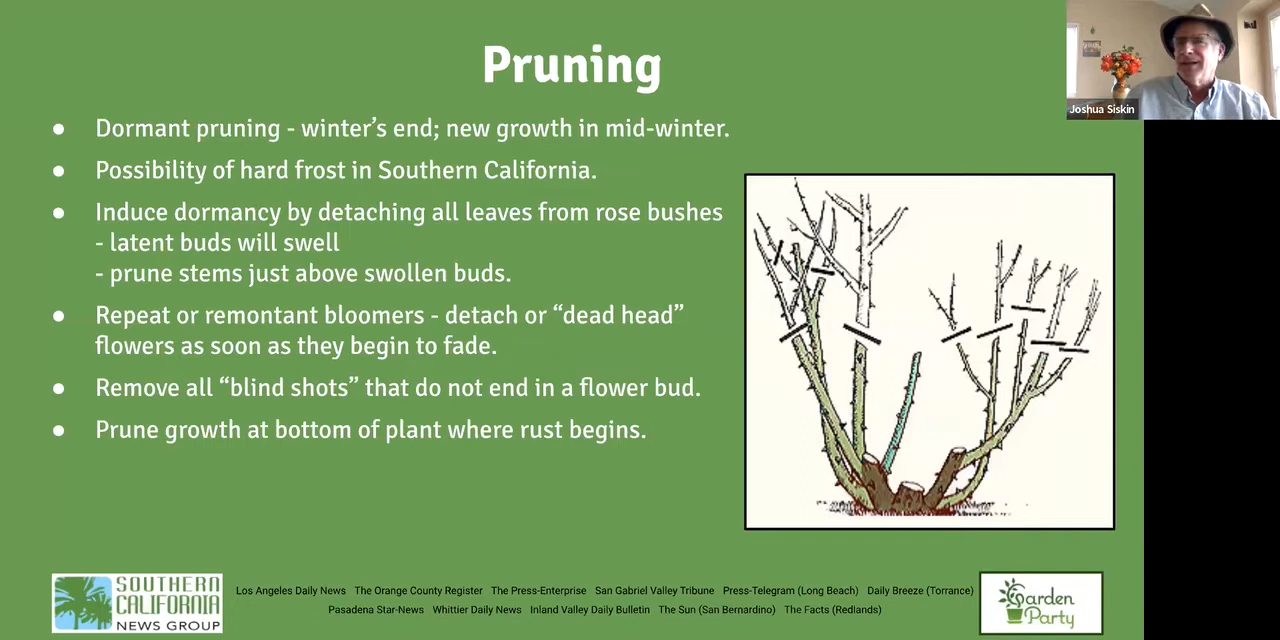 Pruning
Joshua Siskin
● Dormant pruning - winter's end; new growth in mid-winter.
● Possibility of hard frost in Southern California.
● Induce dormancy by detaching all leaves from rose bushes
- latent buds will swell
- prune stems just above swollen buds.
● Repeat or remontant bloomers - detach or “dead head”
flowers as soon as they begin to fade.
● Remove all “blind shots” that do not end in a flower bud.
● Prune growth at bottom of plant where rust begins.
SOUTHERN
CALIFORNIA
NEWS GROUP
Los Angeles Daily News The Orange County Register The Press-Enterprise San Gabriel Valley Tribune Press-Telegram (Long Beach) Daily Breeze (Torrance)
Pasadena Star-News Whittier Daily News Inland Valley Daily Bulletin The Sun (San Bernardino) The Facts (Redlands)
Garden
Party